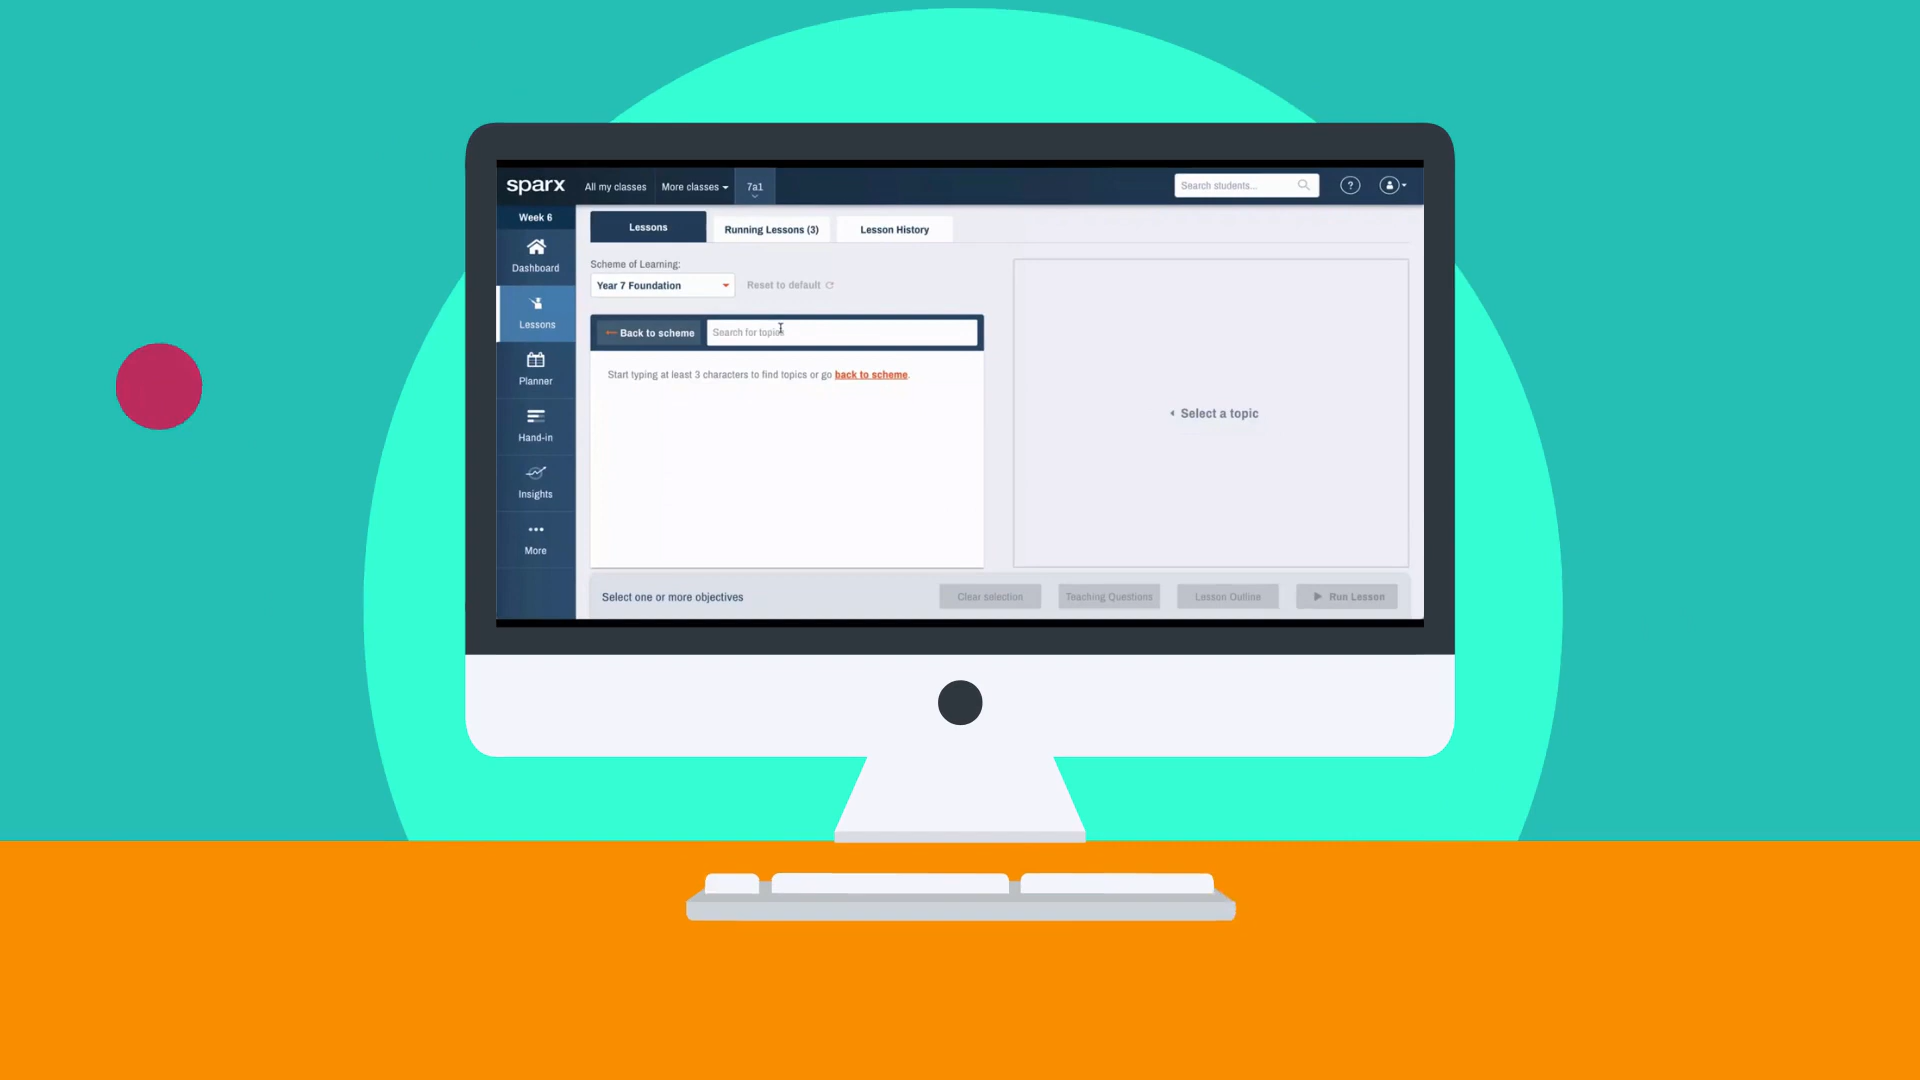 sparx All my classes More classes 7a1 Search students... ?
Week 6
Dashboard
Lessons
Planner
Hand-in
Insights
More
Lessons Running Lessons (3) Lesson History
Scheme of Learning:
Year 7 Foundation Reset to default
Back to scheme Search for topics
Start typing at least 3 characters to find topics or go back to scheme.
Select a topic
Select one or more objectives Clear selection Teaching Questions Lesson Outline Run Lesson